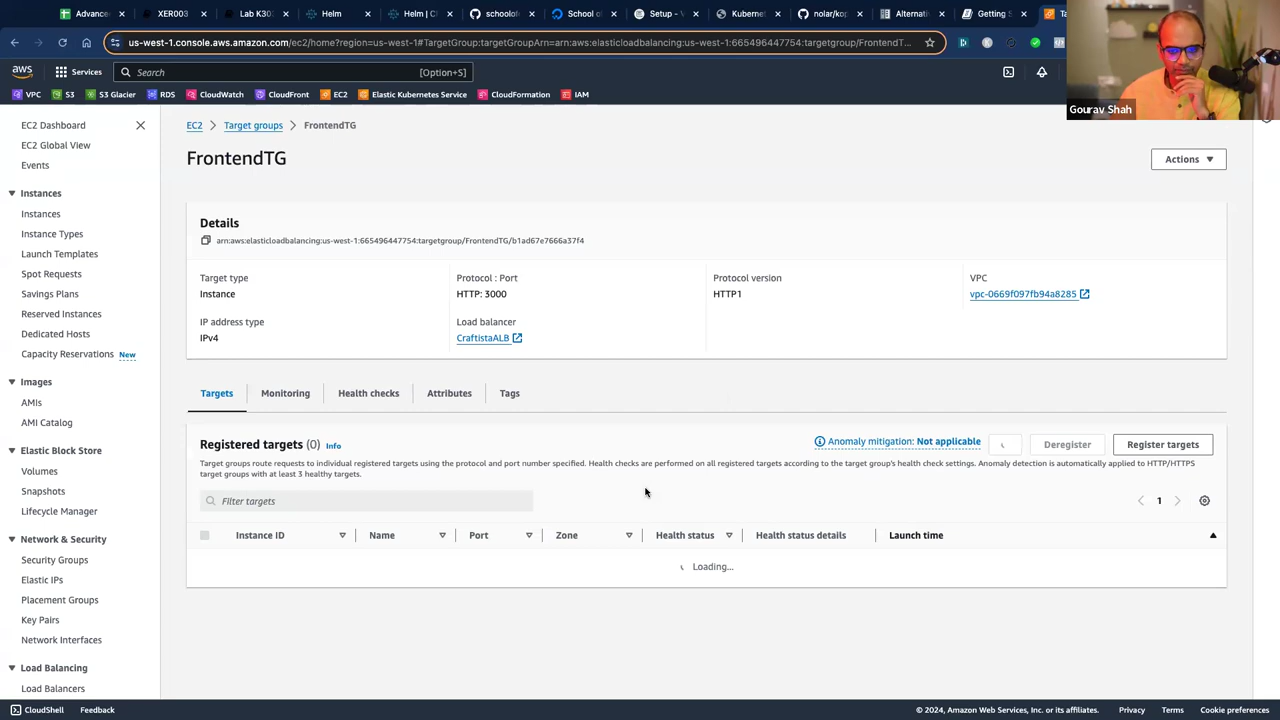 Advance
XER003
Lab K30
Helm
Helm | C
schoolof
School o
Setup -
Kubernet
nolar/kop
Alternati
Getting S
Ta
us-west-1.console.aws.amazon.com/ec2/home?region=us-west-1#TargetGroup:targetGroupArn=arn:aws:elasticloadbalancing:us-west-1:665496447754:targetgroup/FrontendT...
aws
Services
Search
[Option+S]
VPC
S3
S3 Glacier
RDS
CloudWatch
CloudFront
EC2
Elastic Kubernetes Service
CloudFormation
IAM
Gourav Shah
EC2 Dashboard
EC2 Global View
Events
Instances
Instances
Instance Types
Launch Templates
Spot Requests
Savings Plans
Reserved Instances
Dedicated Hosts
Capacity Reservations New
Images
AMIs
AMI Catalog
Elastic Block Store
Volumes
Snapshots
Lifecycle Manager
Network & Security
Security Groups
Elastic IPs
Placement Groups
Key Pairs
Network Interfaces
Load Balancing
Load Balancers
EC2 > Target groups > FrontendTG
FrontendTG
Actions
Details
arn:aws:elasticloadbalancing:us-west-1:665496447754:targetgroup/FrontendTG/b1ad67e7666a37f4
Target type
Instance
Protocol : Port
HTTP: 3000
Protocol version
HTTP1
VPC
vpc-0669f097fb94a8285
IP address type
IPv4
Load balancer
CraftistaALB
Targets
Monitoring
Health checks
Attributes
Tags
Registered targets (0) Info
Anomaly mitigation: Not applicable
Deregister
Register targets
Target groups route requests to individual registered targets using the protocol and port number specified. Health checks are performed on all registered targets according to the target group's health check settings. Anomaly detection is automatically applied to HTTP/HTTPS
target groups with at least 3 healthy targets.
Filter targets
1
Instance ID
Name
Port
Zone
Health status
Health status details
Launch time
Loading...
CloudShell
Feedback
© 2024, Amazon Web Services, Inc. or its affiliates.
Privacy
Terms
Cookie preferences